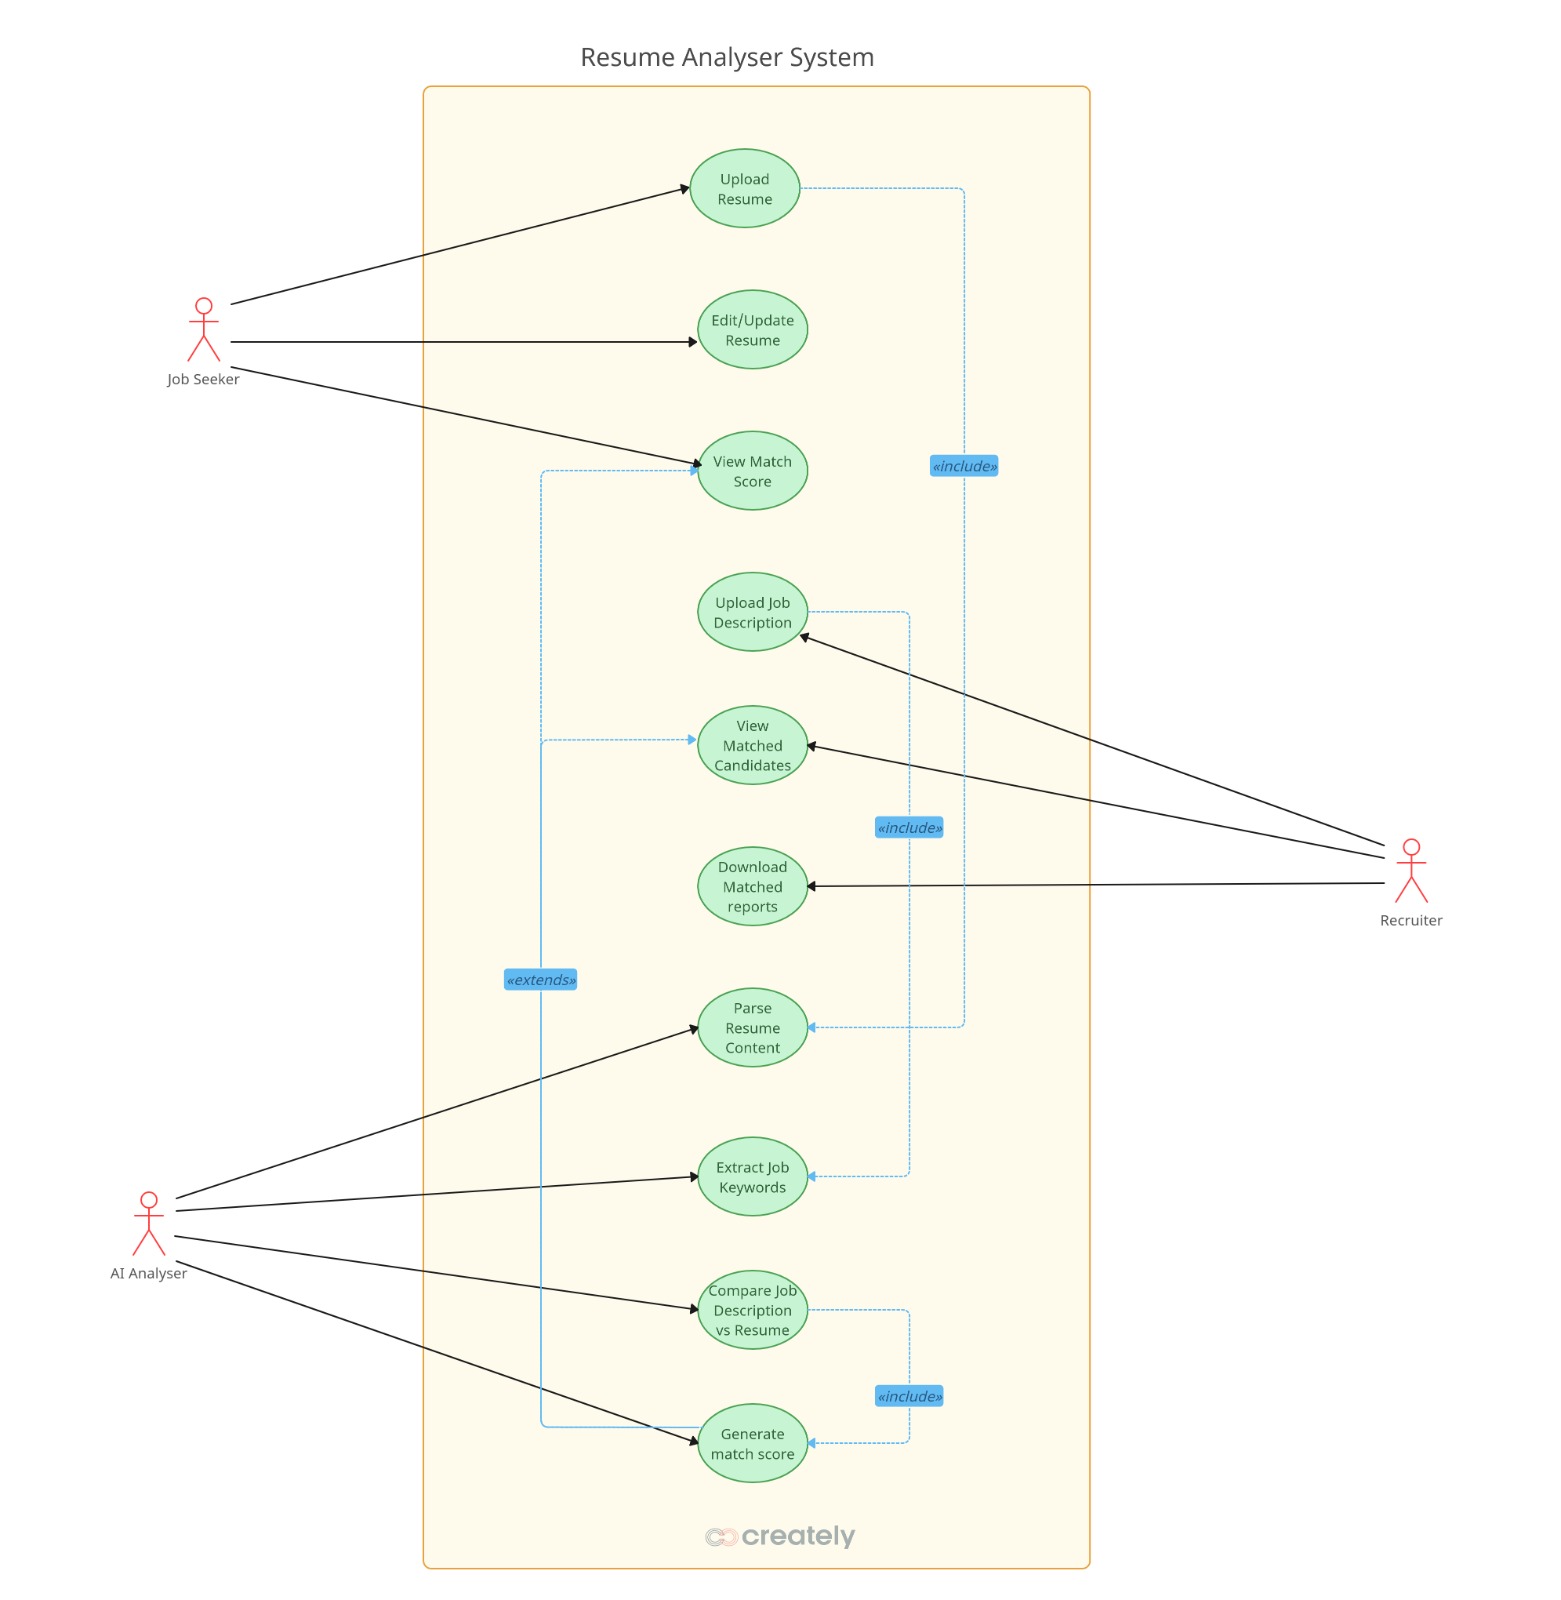 Resume Analyser System
Upload
Resume
Edit/Update
Resume
Job Seeker
View Match
Score
«include»
Upload Job
Description
View
Matched
Candidates
«include»
Download
Matched
reports
Recruiter
«extends»
Parse
Resume
Content
Extract Job
Keywords
AI Analyser
Compare Job
Description
vs Resume
«include»
Generate
match score
creately